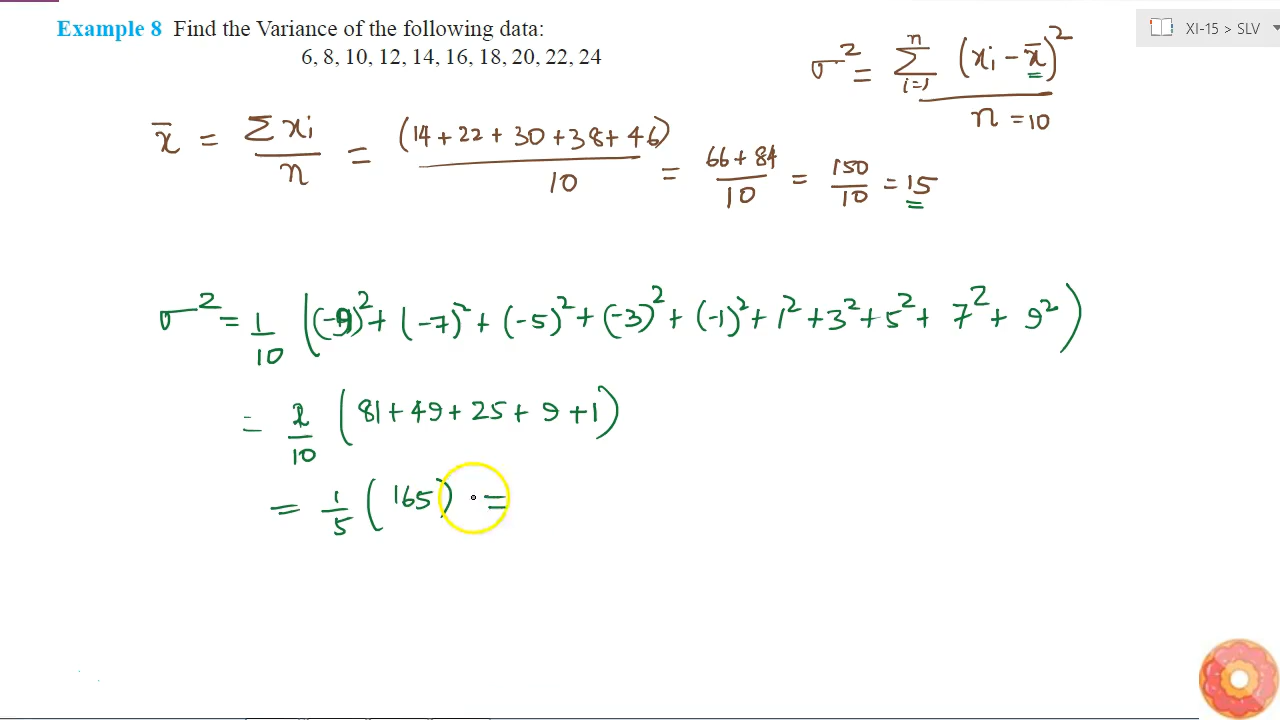 Example 8 Find the Variance of the following data:
6, 8, 10, 12, 14, 16, 18, 20, 22, 24
XI-15 > SLV
σ² = Σᵢ₌₁ⁿ (xᵢ - x̄)² / n = 10
x̄ = Σxᵢ / n = (14 + 22 + 30 + 38 + 46) / 10 = 66 + 84 / 10 = 150 / 10 = 15
σ² = 1/10 ((-9)² + (-7)² + (-5)² + (-3)² + (-1)² + 1² + 3² + 5² + 7² + 9²)
= 2/10 (81 + 49 + 25 + 9 + 1)
= 1/5 (165) =